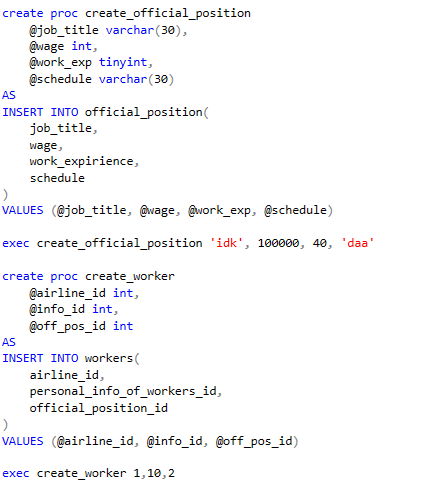 create proc create_official_position
@job_title varchar(30),
@wage int,
@work_exp tinyint,
@schedule varchar(30)
AS
INSERT INTO official_position(
job_title,
wage,
work_expirience,
schedule
)
VALUES (@job_title, @wage, @work_exp, @schedule)
exec create_official_position 'idk', 100000, 40, 'daa'
create proc create_worker
@airline_id int,
@info_id int,
@off_pos_id int
AS
INSERT INTO workers(
airline_id,
personal_info_of_workers_id,
official_position_id
)
VALUES (@airline_id, @info_id, @off_pos_id)
exec create_worker 1,10,2